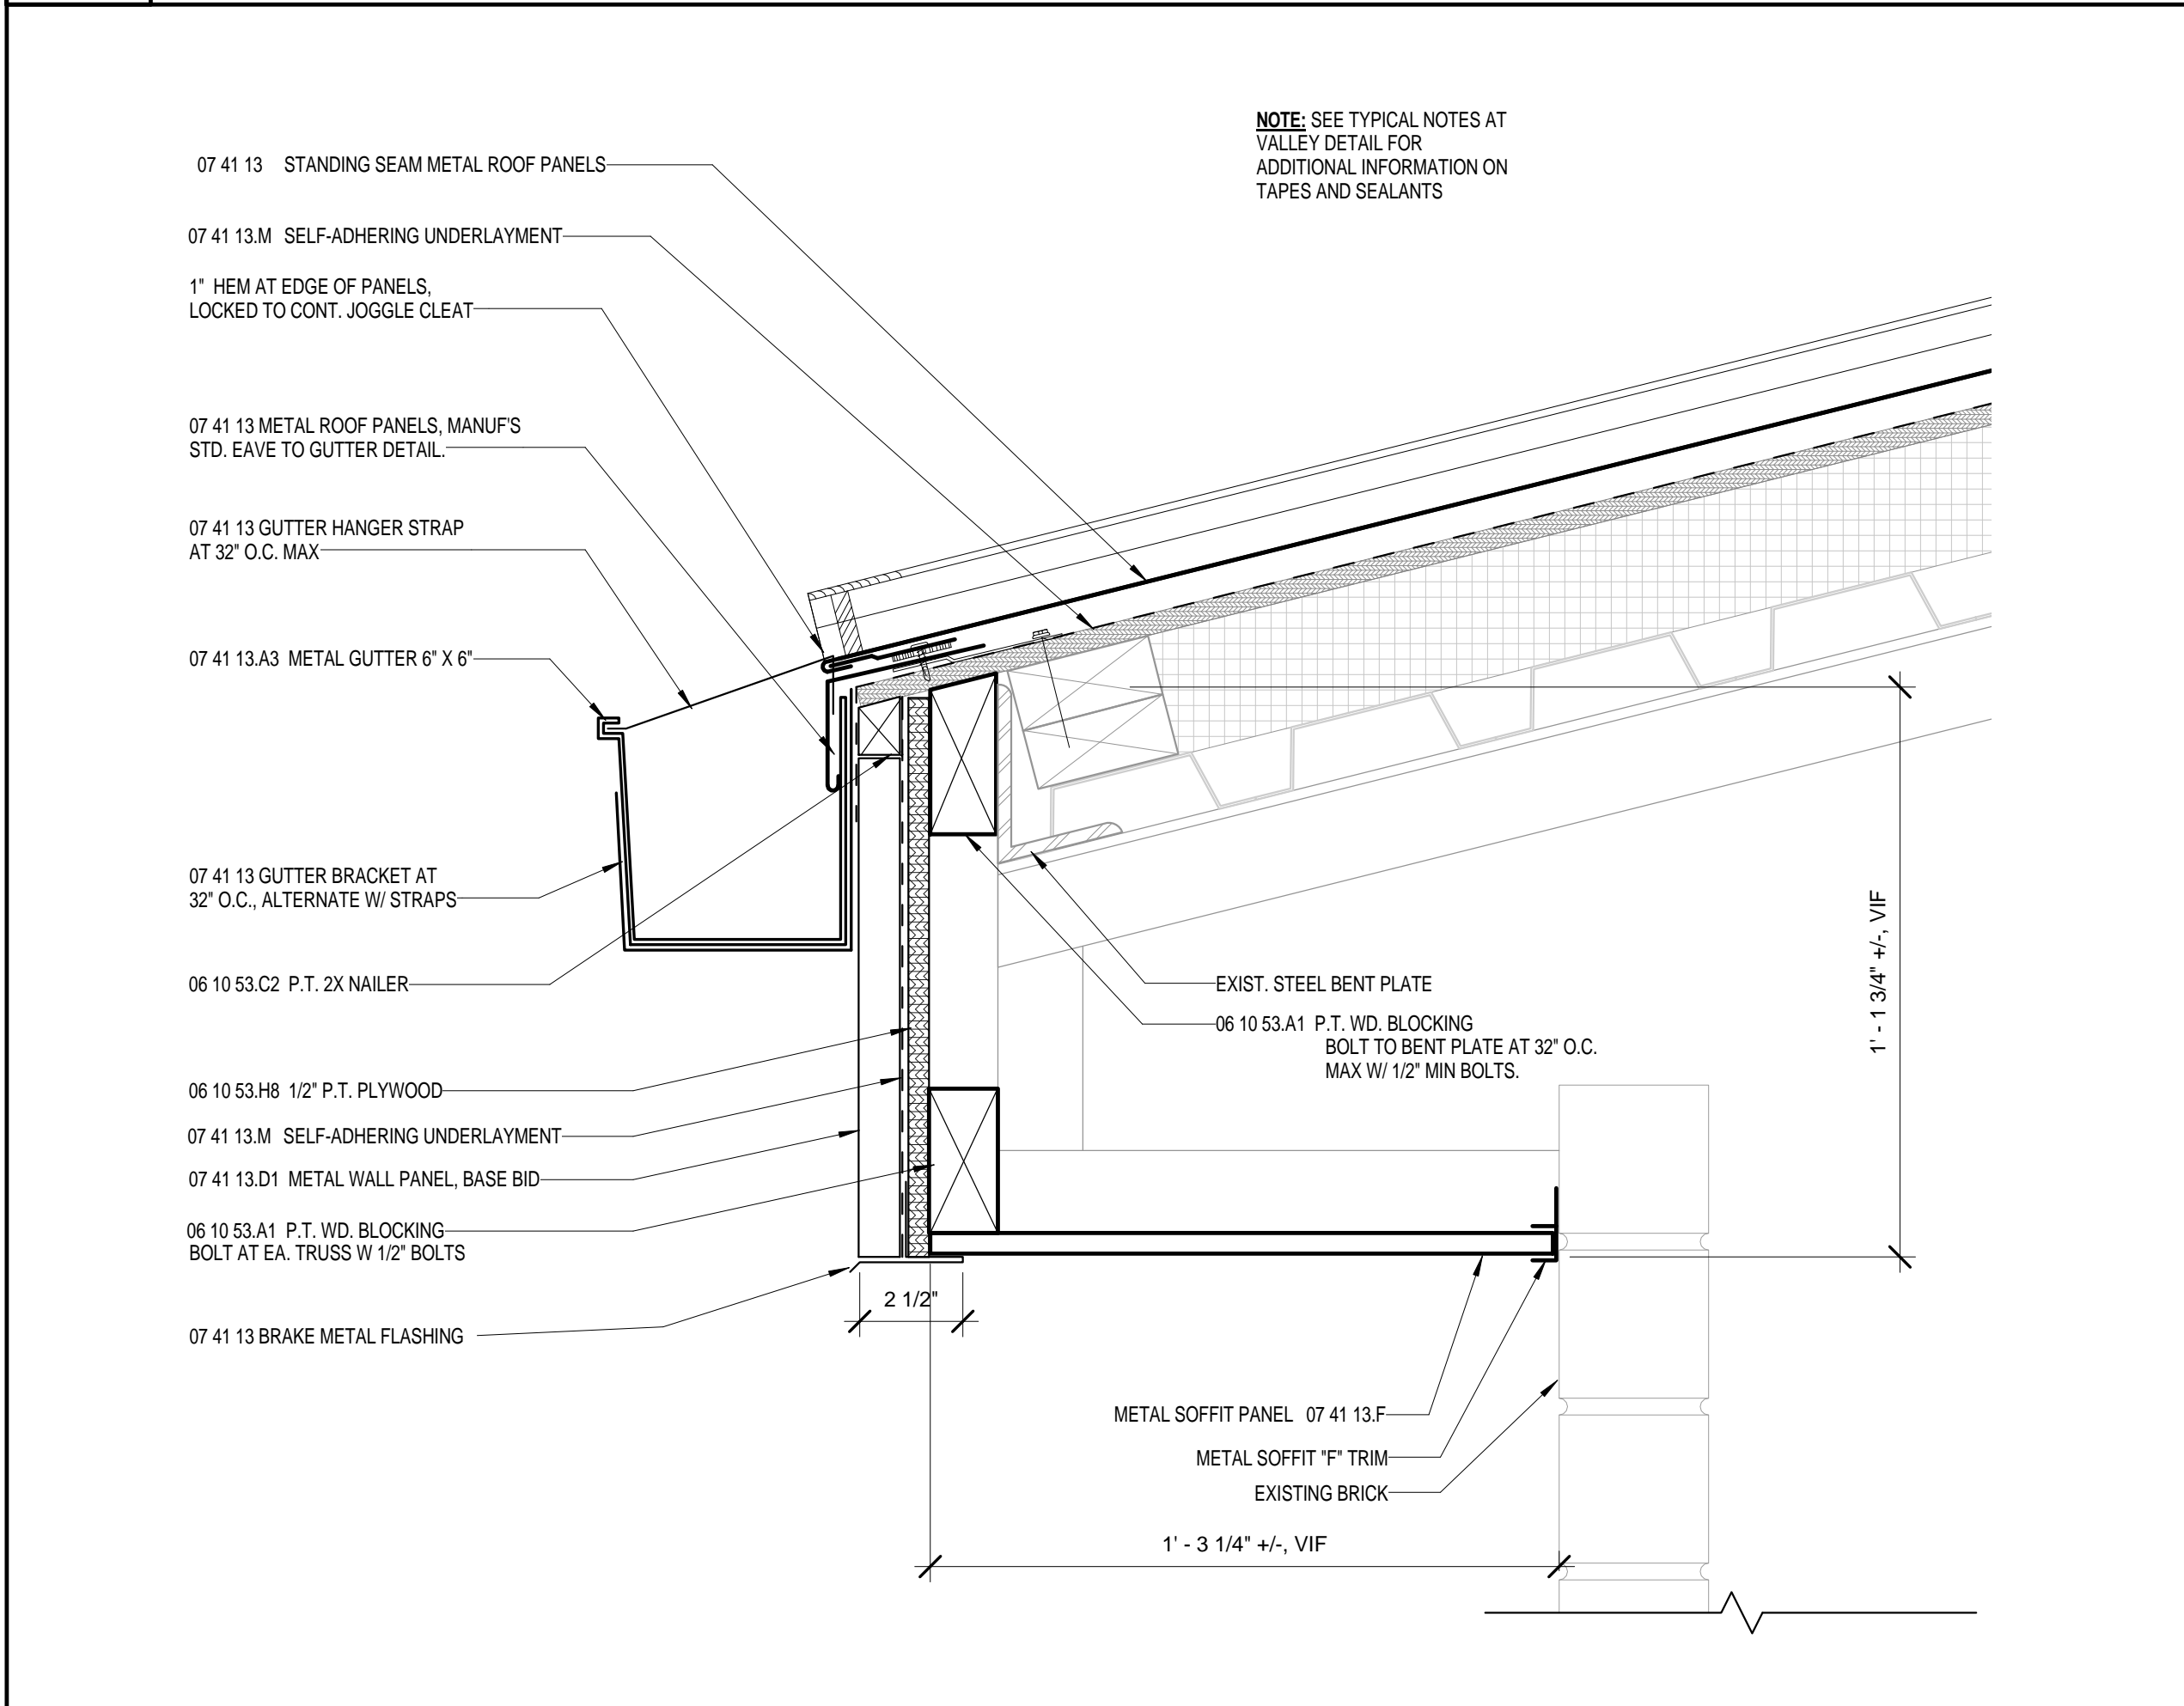 NOTE: SEE TYPICAL NOTES AT
VALLEY DETAIL FOR
ADDITIONAL INFORMATION ON
TAPES AND SEALANTS
07 41 13 STANDING SEAM METAL ROOF PANELS
07 41 13.M SELF-ADHERING UNDERLAYMENT
1" HEM AT EDGE OF PANELS,
LOCKED TO CONT. JOGGLE CLEAT
07 41 13 METAL ROOF PANELS, MANUF'S
STD. EAVE TO GUTTER DETAIL.
07 41 13 GUTTER HANGER STRAP
AT 32" O.C. MAX
07 41 13.A3 METAL GUTTER 6" X 6"
07 41 13 GUTTER BRACKET AT
32" O.C., ALTERNATE W/ STRAPS
06 10 53.C2 P.T. 2X NAILER
06 10 53.H8 1/2" P.T. PLYWOOD
07 41 13.M SELF-ADHERING UNDERLAYMENT
07 41 13.D1 METAL WALL PANEL, BASE BID
06 10 53.A1 P.T. WD. BLOCKING
BOLT AT EA. TRUSS W 1/2" BOLTS
07 41 13 BRAKE METAL FLASHING
EXIST. STEEL BENT PLATE
06 10 53.A1 P.T. WD. BLOCKING
BOLT TO BENT PLATE AT 32" O.C.
MAX W/ 1/2" MIN BOLTS.
1' - 1 3/4" +/-, VIF
2 1/2"
METAL SOFFIT PANEL 07 41 13.F
METAL SOFFIT "F" TRIM
EXISTING BRICK
1' - 3 1/4" +/-, VIF